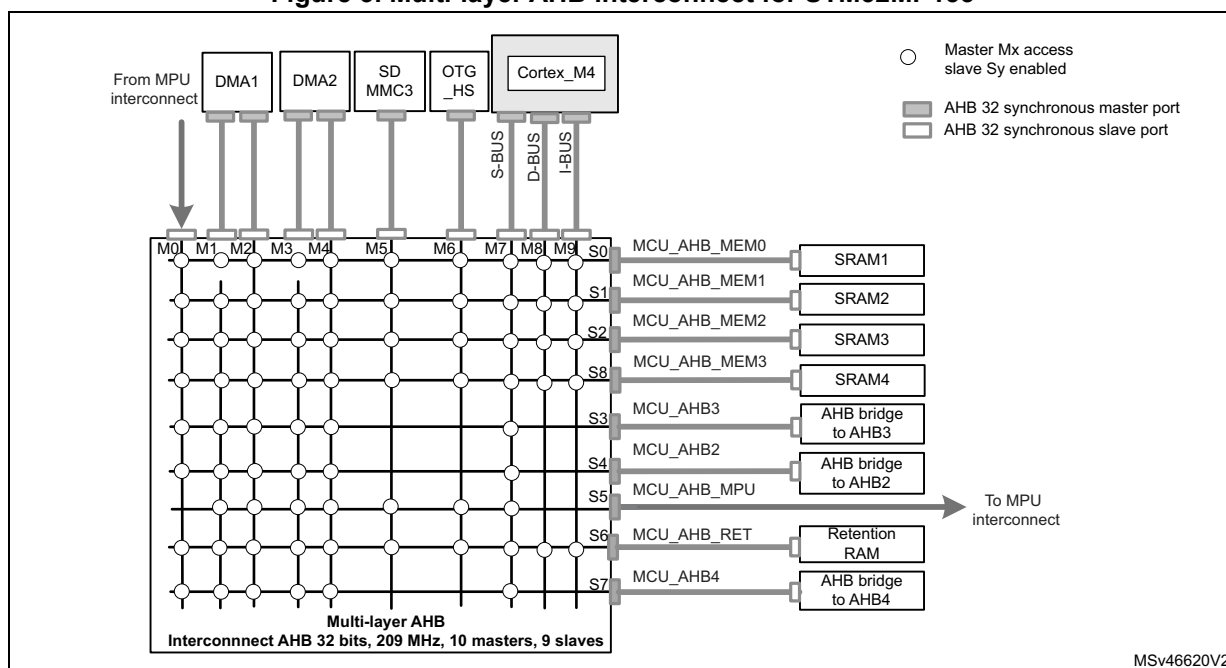 From MPU
interconnect
DMA1
DMA2
SD
MMC3
OTG
_HS
Cortex_M4
Master Mx access
slave Sy enabled
AHB 32 synchronous master port
AHB 32 synchronous slave port
S-BUS
D-BUS
I-BUS
M0 M1 M2 M3 M4 M5 M6 M7 M8 M9
S0 MCU_AHB_MEM0 SRAM1
S1 MCU_AHB_MEM1 SRAM2
S2 MCU_AHB_MEM2 SRAM3
S8 MCU_AHB_MEM3 SRAM4
S3 MCU_AHB3 AHB bridge
to AHB3
S4 MCU_AHB2 AHB bridge
to AHB2
S5 MCU_AHB_MPU To MPU
interconnect
S6 MCU_AHB_RET Retention
RAM
S7 MCU_AHB4 AHB bridge
to AHB4
Multi-layer AHB
Interconnnect AHB 32 bits, 209 MHz, 10 masters, 9 slaves
MSv46620V2